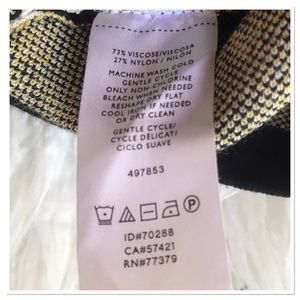 73% VISCOSE/VISCOSA
27% NYLON / NILON
MACHINE WASH COLD
GENTLE CYCLE
ONLY NON-CHLORINE
BLEACH WHEN NEEDED
RESHAPE DRY FLAT
COOL IRON IF NEEDED
OR DRY CLEAN
GENTLE CYCLE/
CYCLE DÉLICAT/
CICLO SUAVE
497853
ID#70288
CA#57421
RN#77379